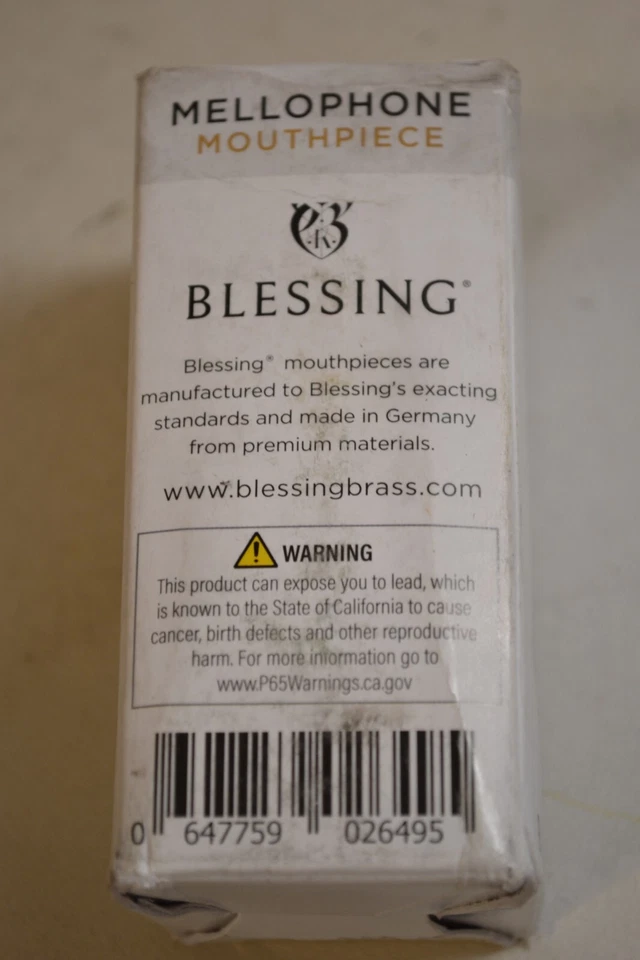 MELLOPHONE
MOUTHPIECE
BLESSING®
Blessing® mouthpieces are
manufactured to Blessing's exacting
standards and made in Germany
from premium materials.
www.blessingbrass.com
WARNING
This product can expose you to lead, which
is known to the State of California to cause
cancer, birth defects and other reproductive
harm. For more information go to
www.P65Warnings.ca.gov
0 647759 026495